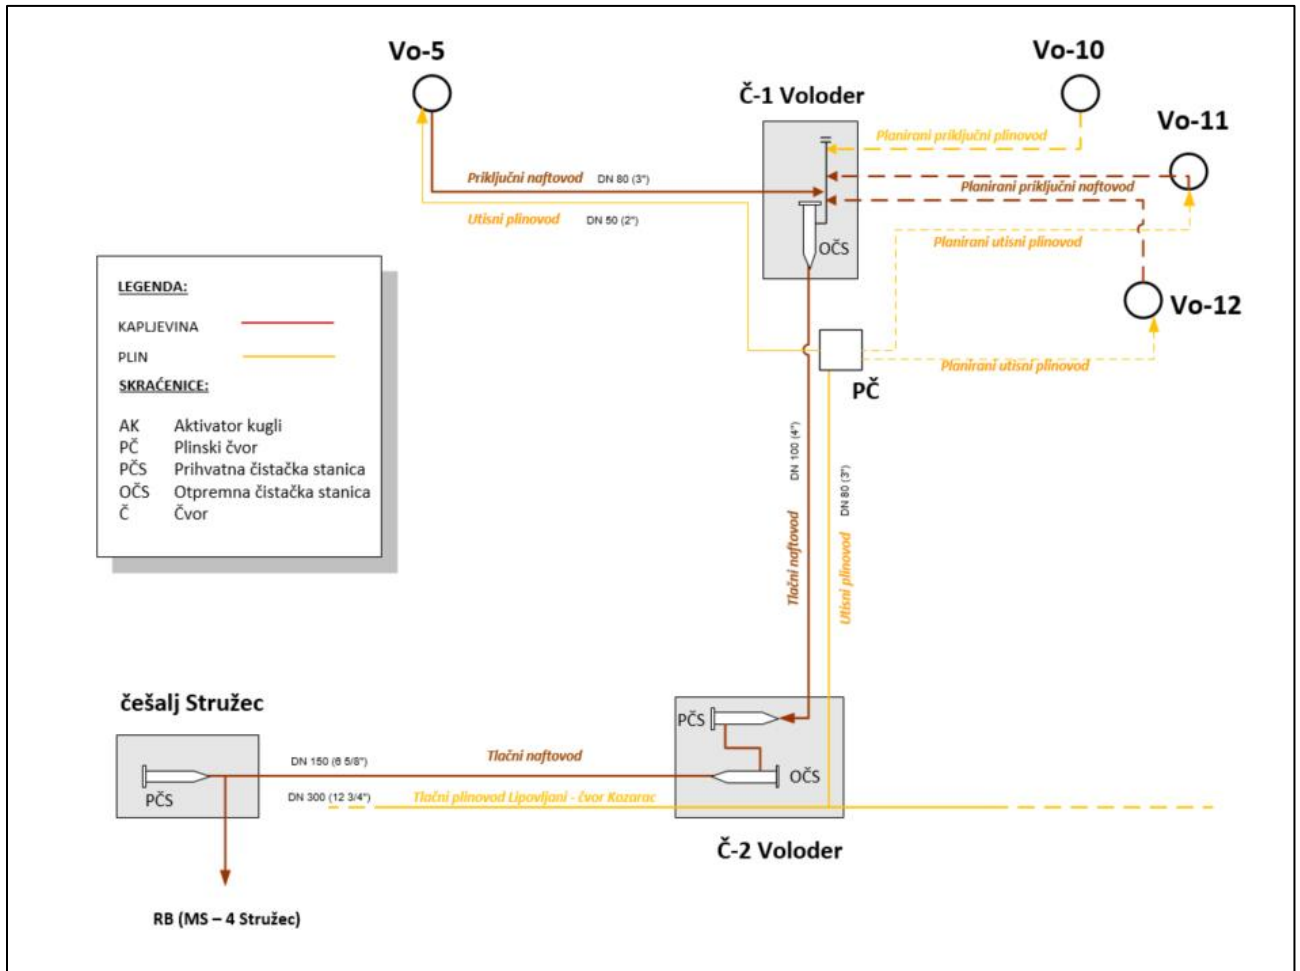 Vo-5
Vo-10
Č-1 Voloder
Vo-11
Planirani priključni plinovod
Priključni naftovod DN 80 (3")
Planirani priključni naftovod
Utisni plinovod DN 50 (2")
Planirani utisni plinovod
OČS
LEGENDA:
KAPLJEVINA
PLIN
SKRAĆENICE:
AK Aktivator kugli
PČ Plinski čvor
PČS Prihvatna čistačka stanica
OČS Otpremna čistačka stanica
Č Čvor
Vo-12
Planirani utisni plinovod
PČ
DN 100 (4")
Tlačni naftovod
DN 80 (3")
Utisni plinovod
češalj Stružec
PČS
DN 150 (6 5/8") Tlačni naftovod
PČS
OČS
DN 300 (12 3/4") Tlačni plinovod Lipovljani - čvor Kozarac
Č-2 Voloder
RB (MS – 4 Stružec)